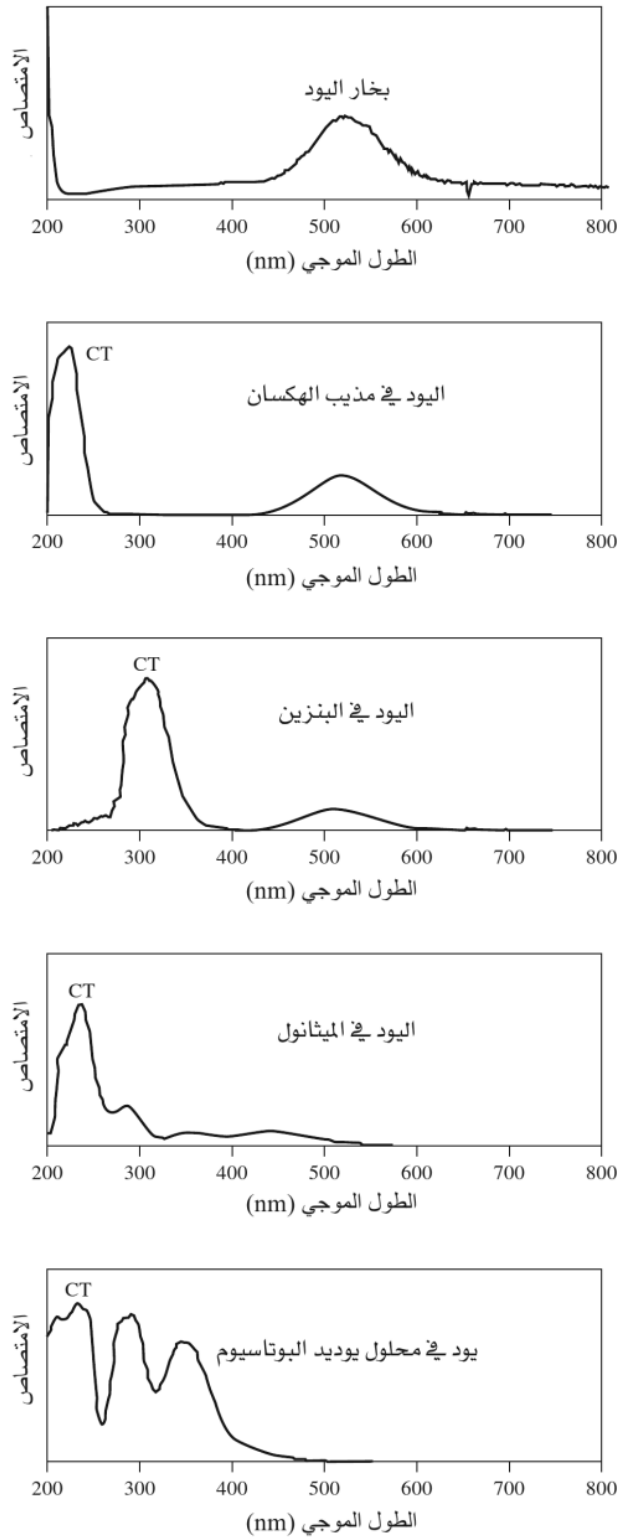 الامتصاص
بخار اليود
200 300 400 500 600 700 800
الطول الموجي (nm)
الامتصاص
CT
اليود في مذيب الهكسان
200 300 400 500 600 700 800
الطول الموجي (nm)
الامتصاص
CT
اليود في البنزين
200 300 400 500 600 700 800
الطول الموجي (nm)
الامتصاص
CT
اليود في الميثانول
200 300 400 500 600 700 800
الطول الموجي (nm)
الامتصاص
CT
يود في محلول يوديد البوتاسيوم
200 300 400 500 600 700 800
الطول الموجي (nm)